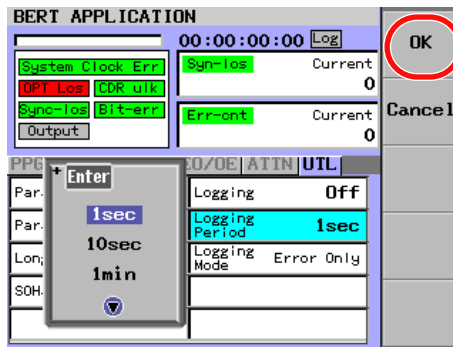 BERT APPLICATION
00:00:00:00 Log
OK
System Clock Err
Syn-los Current
0
OPT Los CDR ulk
Sync-los Bit-err
Err-cnt Current
0
Output
Cancel
PPG EO/OE ATTN UTL
Enter
Par. Logging Off
1sec
Par. Logging Period 1sec
10sec
Lon Logging Mode Error Only
1min
SOH.